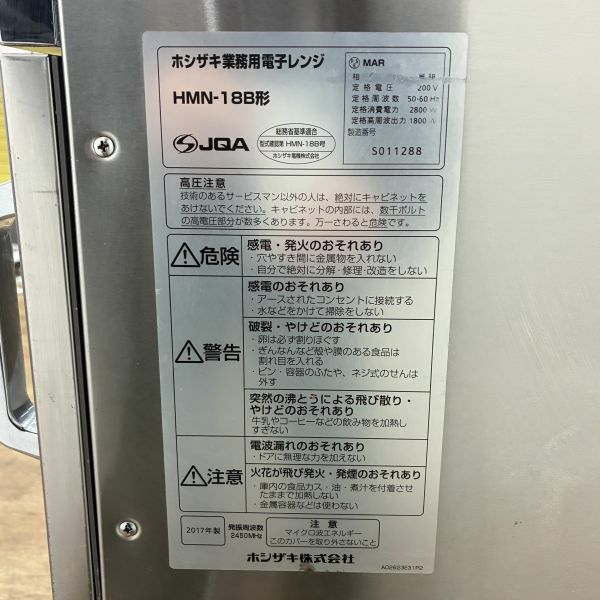 ホシザキ業務用電子レンジ
HMN-18B形
JQA
総務省基準適合
型式確認第 HMN-18B号
ホシザキ電機株式会社
MAR
相
定格電圧 200 V
定格周波数 50-60 Hz
定格消費電力 2800 W
定格高周波出力 1800 W
製造番号
S011288
高圧注意
技術のあるサービスマン以外の人は、絶対にキャビネットを
あけないでください。キャビネットの内部には、数千ボルト
の高電圧部分が数多くあります。万一さわると危険です。
危険
感電・発火のおそれあり
・穴やすき間に金属物を入れない
・自分で絶対に分解・修理・改造をしない
警告
感電のおそれあり
・アースされたコンセントに接続する
・水などをかけて掃除をしない
破裂・やけどのおそれあり
・卵は必ず割りほぐす
・ぎんなんなど殻や膜のある食品は
割れ目を入れる
・ビン・容器のふたや、ネジ式のせんは
外す
突然の沸とうによる飛び散り・
やけどのおそれあり
牛乳やコーヒーなどの飲み物を加熱し
すぎない
注意
電波漏れのおそれあり
・ドアに無理な力を加えない
火花が飛び発火・発煙のおそれあり
・庫内の食品カス・油・煮汁を付着させ
たままで加熱しない
・金属容器などは使わない
2017年製
発振周波数
2450MHz
注意
マイクロ波エネルギー
このカバーを取り外さないこと
ホシザキ株式会社